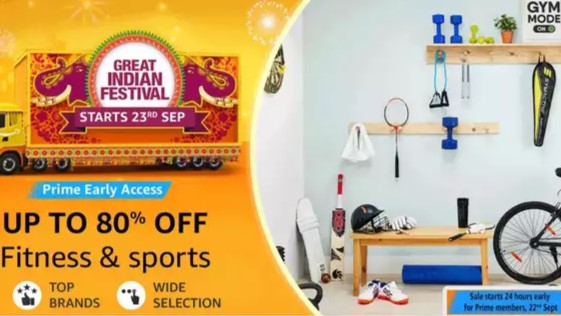 GREAT
INDIAN
FESTIVAL
STARTS 23RD SEP
Prime Early Access
UP TO 80% OFF
Fitness & sports
TOP
BRANDS
WIDE
SELECTION
GYM
MODE
ON
Sale starts 24 hours early
for Prime members, 22nd Sept